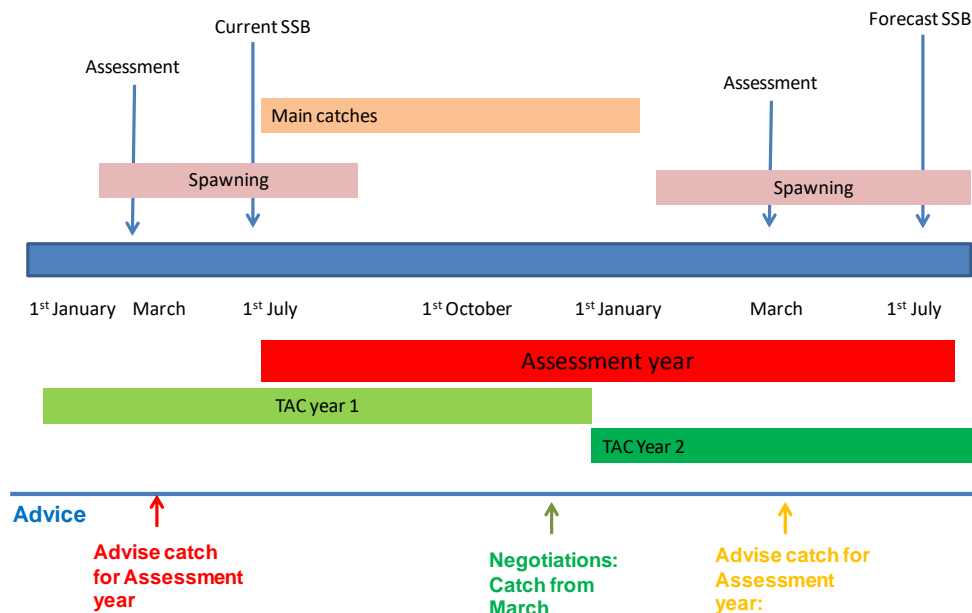 Current SSB
Forecast SSB
Assessment
Assessment
Main catches
Spawning
Spawning
1st January March 1st July 1st October 1st January March 1st July
Assessment year
TAC year 1
TAC Year 2
Advice
Advise catch
for Assessment
year
Negotiations:
Catch from
March
Advise catch for
Assessment
year: